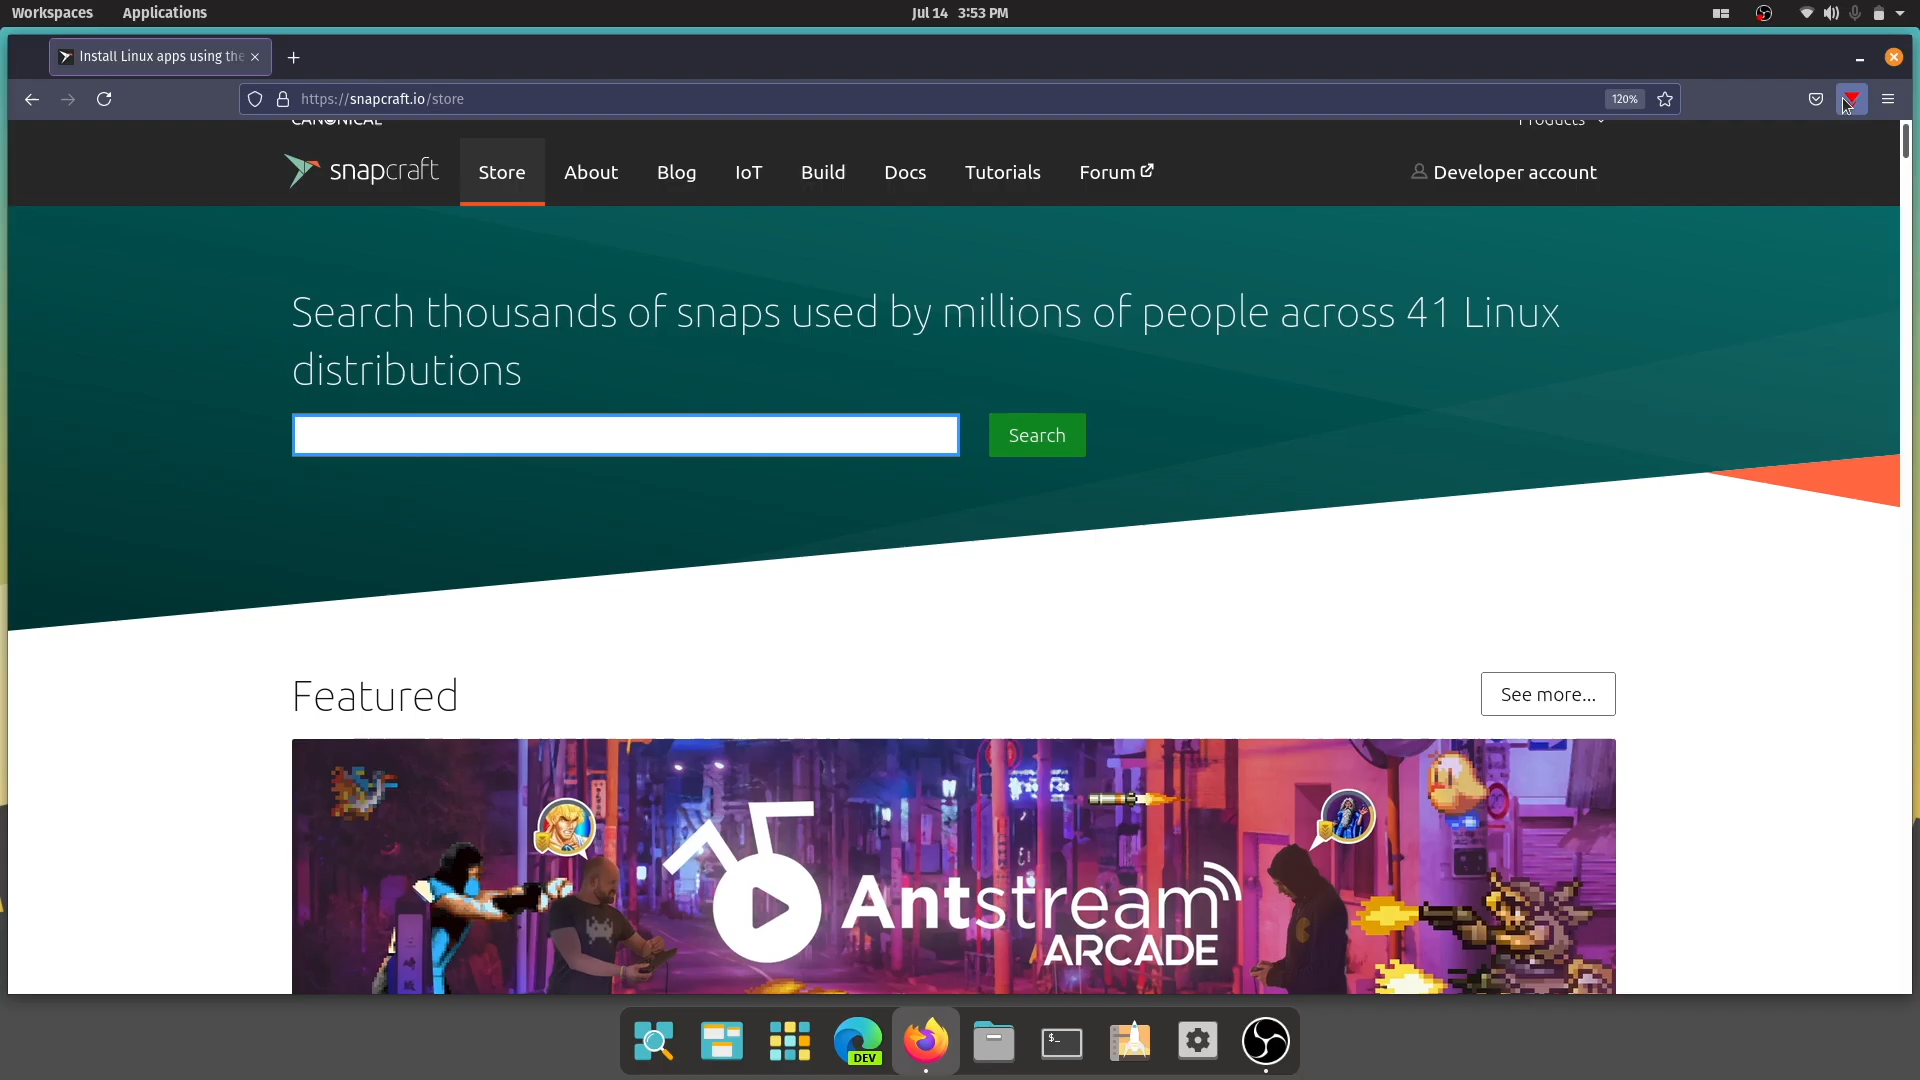 Workspaces Applications Jul 14 3:53 PM
Install Linux apps using the
https://snapcraft.io/store 120%
CANONICAL Products
snapcraft Store About Blog IoT Build Docs Tutorials Forum Developer account
Search thousands of snaps used by millions of people across 41 Linux
distributions
Search
Featured See more...
Antstream
ARCADE
DEV
$_